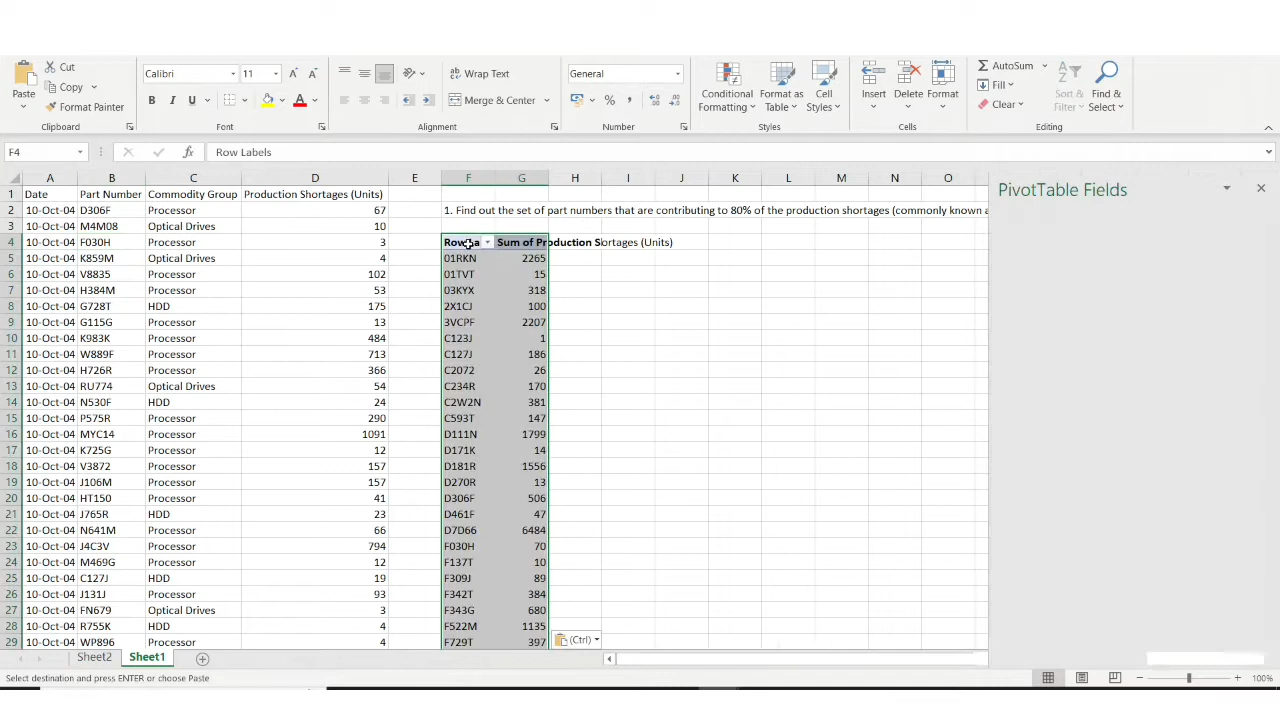 Cut
Copy
Format Painter
Paste
Clipboard
Calibri 11
B I U
Font
Wrap Text
Merge & Center
Alignment
General
%
Number
Conditional Formatting
Format as Table
Cell Styles
Styles
Insert Delete Format
Cells
AutoSum
Fill
Clear
Sort & Filter
Find & Select
Editing
F4 fx Row Labels
A B C D E F G H I J K L M N O
PivotTable Fields
1 Date Part Number Commodity Group Production Shortages (Units)
2 10-Oct-04 D306F Processor 67 1. Find out the set of part numbers that are contributing to 80% of the production shortages (commonly known a
3 10-Oct-04 M4M08 Optical Drives 10
4 10-Oct-04 F030H Processor 3 Sum of Production Shortages (Units)
5 10-Oct-04 K859M Optical Drives 4 01RKN 2265
6 10-Oct-04 V8835 Processor 102 01TVT 15
7 10-Oct-04 H384M Processor 53 03KYX 318
8 10-Oct-04 G728T HDD 175 2X1CJ 100
9 10-Oct-04 G115G Processor 13 3VCPF 2207
10 10-Oct-04 K983K Processor 484 C123J 1
11 10-Oct-04 W889F Processor 713 C127J 186
12 10-Oct-04 H726R Processor 366 C2072 26
13 10-Oct-04 RU774 Optical Drives 54 C234R 170
14 10-Oct-04 N530F HDD 24 C2W2N 381
15 10-Oct-04 P575R Processor 290 C593T 147
16 10-Oct-04 MYC14 Processor 1091 D111N 1799
17 10-Oct-04 K725G Processor 12 D171K 14
18 10-Oct-04 V3872 Processor 157 D181R 1556
19 10-Oct-04 J106M Processor 157 D270R 13
20 10-Oct-04 HT150 Processor 41 D306F 506
21 10-Oct-04 J765R HDD 23 D461F 47
22 10-Oct-04 N641M Processor 66 D7D66 6484
23 10-Oct-04 J4C3V Processor 794 F030H 70
24 10-Oct-04 M469G Processor 12 F137T 10
25 10-Oct-04 C127J HDD 19 F309J 89
26 10-Oct-04 J131J Processor 93 F342T 384
27 10-Oct-04 FN679 Optical Drives 3 F343G 680
28 10-Oct-04 R755K HDD 4 F522M 1135
29 10-Oct-04 WP896 Processor 4 F729T 397
(Ctrl)
Sheet2 Sheet1
Select destination and press ENTER or choose Paste
100%